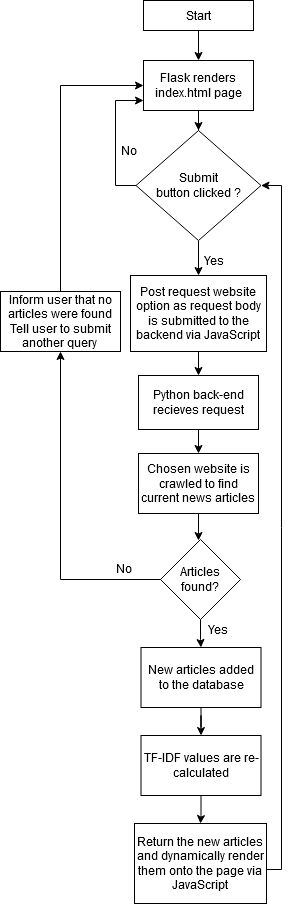 Start
Flask renders
index.html page
No
Submit
button clicked ?
Yes
Post request website
option as request body
is submitted to the
backend via JavaScript
Inform user that no
articles were found
Tell user to submit
another query
Python back-end
recieves request
Chosen website is
crawled to find
current news articles
No
Articles
found?
Yes
New articles added
to the database
TF-IDF values are re-
calculated
Return the new articles
and dynamically render
them onto the page via
JavaScript